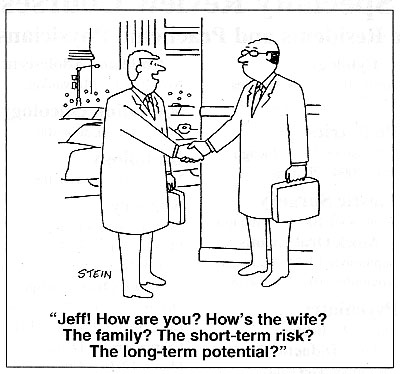 STEIN
"Jeff! How are you? How's the wife?
The family? The short-term risk?
The long-term potential?"